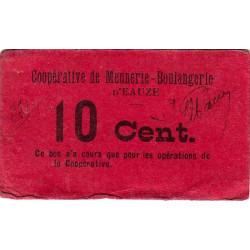 Coopérative de Meunerie-Boulangerie
D'EAUZE
10 Cent.
Ce bon n'a cours que pour les opérations de
la Coopérative.